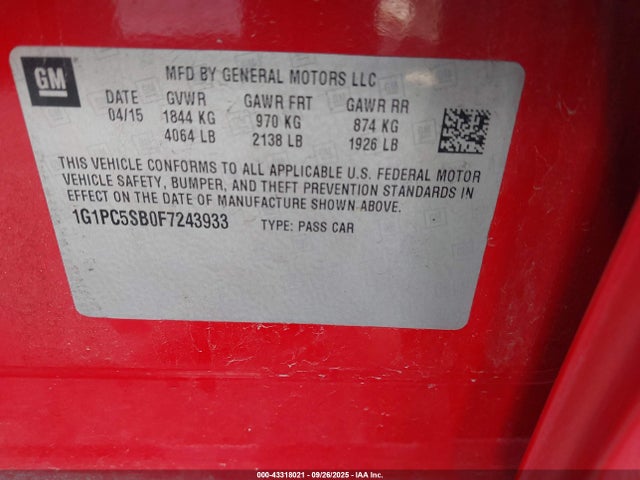 GM
MFD BY GENERAL MOTORS LLC
DATE GVWR GAWR FRT GAWR RR
04/15 1844 KG 970 KG 874 KG
4064 LB 2138 LB 1926 LB
THIS VEHICLE CONFORMS TO ALL APPLICABLE U.S. FEDERAL MOTOR
VEHICLE SAFETY, BUMPER, AND THEFT PREVENTION STANDARDS IN
EFFECT ON THE DATE OF MANUFACTURE SHOWN ABOVE.
1G1PC5SB0F7243933 TYPE: PASS CAR
000-43318021 - 09/26/2025 - IAA Inc.